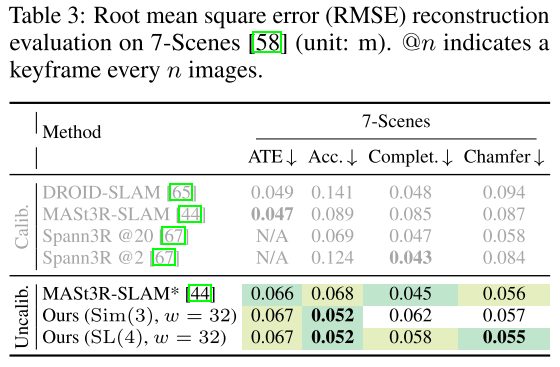 Table 3: Root mean square error (RMSE) reconstruction
evaluation on 7-Scenes [58] (unit: m). @n indicates a
keyframe every n images.
Method 7-Scenes
ATE↓ Acc.↓ Complet.↓ Chamfer↓
Calib.
DROID-SLAM [65] 0.049 0.141 0.048 0.094
MASt3R-SLAM [44] 0.047 0.089 0.085 0.087
Spann3R @20 [67] N/A 0.069 0.047 0.058
Spann3R @2 [67] N/A 0.124 0.043 0.084
Uncalib.
MASt3R-SLAM* [44] 0.066 0.068 0.045 0.056
Ours (Sim(3), w = 32) 0.067 0.052 0.062 0.057
Ours (SL(4), w = 32) 0.067 0.052 0.058 0.055